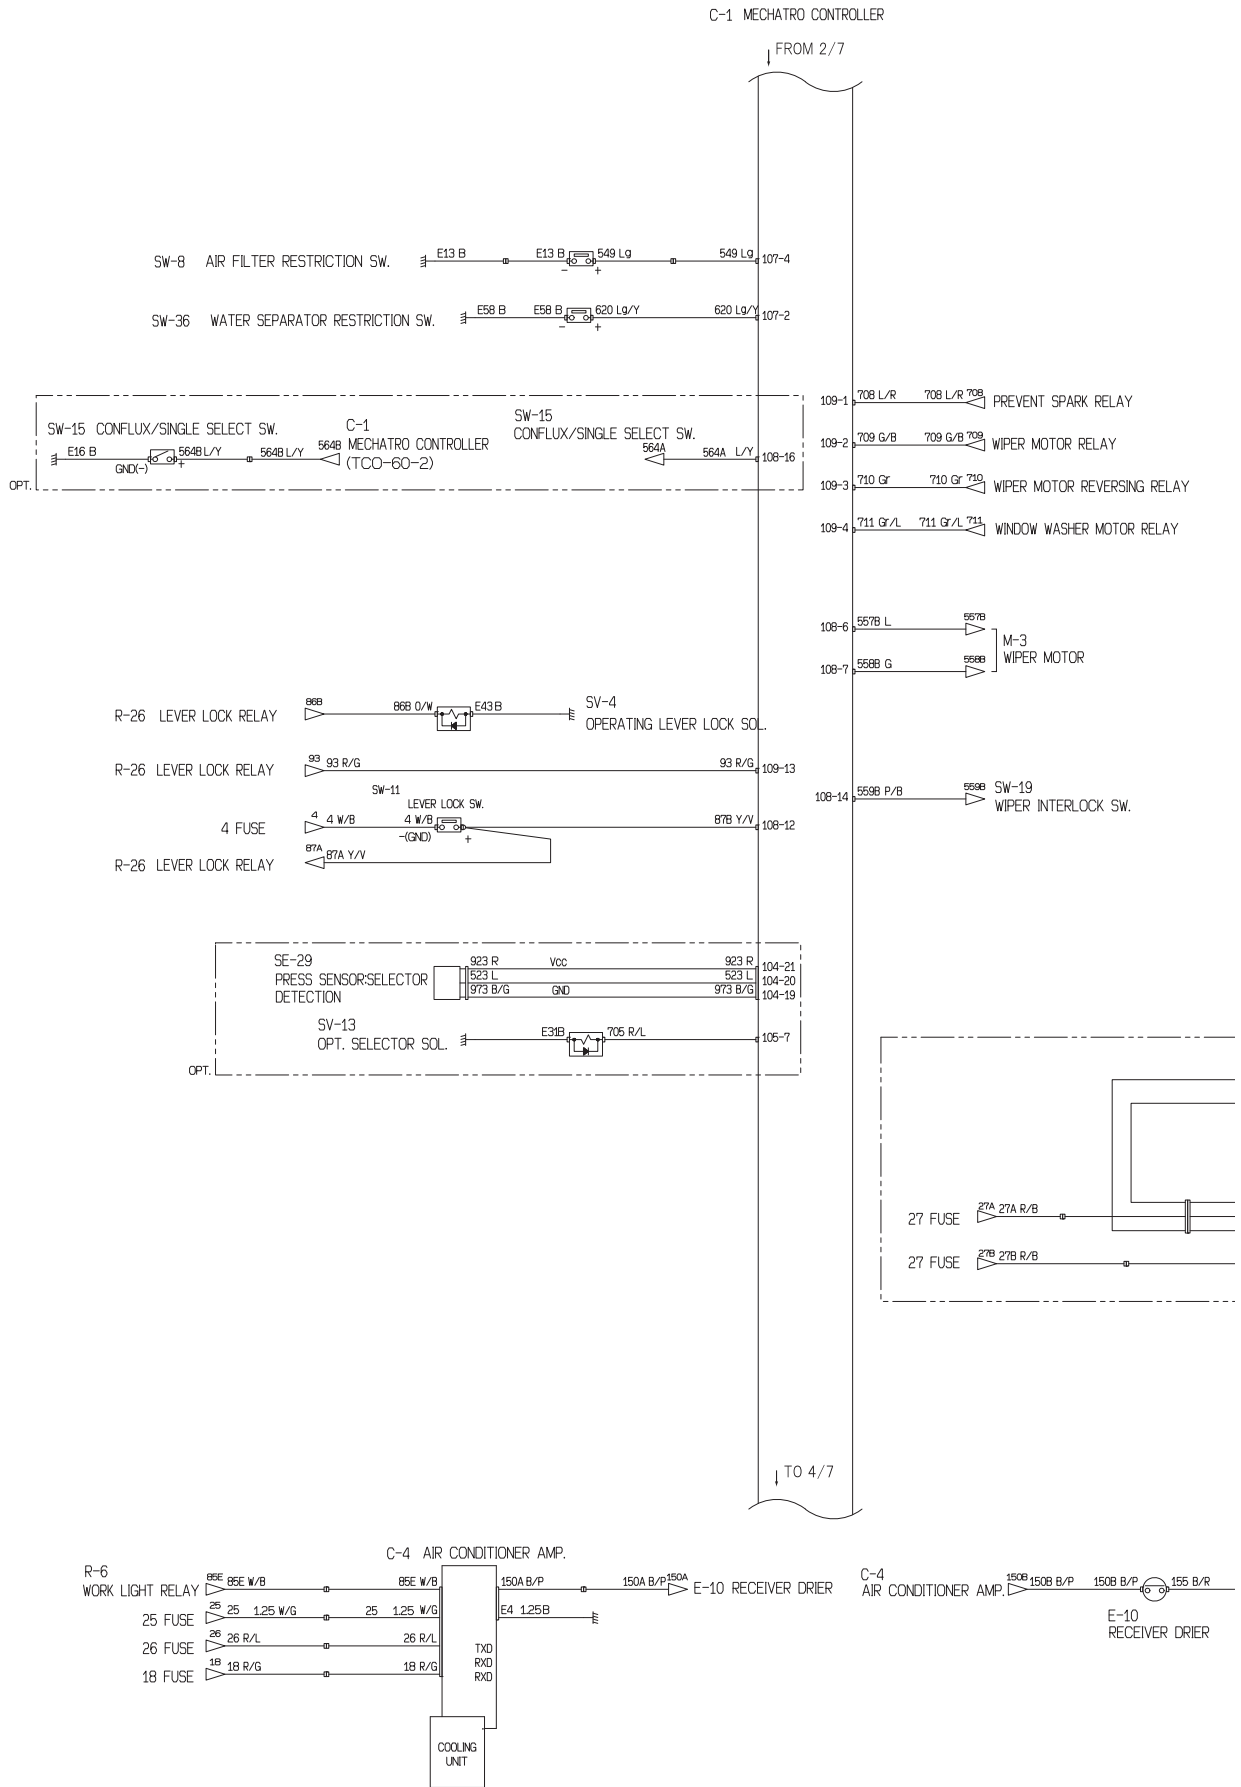 C-1 MECHATRO CONTROLLER
FROM 2/7
SW-8 AIR FILTER RESTRICTION SW.
E13 B
E13 B
549 Lg
549 Lg
107-4
-
+
SW-36 WATER SEPARATOR RESTRICTION SW.
E58 B
E58 B
620 Lg/Y
620 Lg/Y
107-2
-
+
SW-15 CONFLUX/SINGLE SELECT SW.
E16 B
GND(-)
+
564B L/Y
564B L/Y
564B
C-1
MECHATRO CONTROLLER
(TCO-60-2)
SW-15
CONFLUX/SINGLE SELECT SW.
564A
564A L/Y
108-16
OPT.
109-1
708 L/R
708 L/R
708
PREVENT SPARK RELAY
109-2
709 G/B
709 G/B
709
WIPER MOTOR RELAY
109-3
710 Gr
710 Gr
710
WIPER MOTOR REVERSING RELAY
109-4
711 Gr/L
711 Gr/L
711
WINDOW WASHER MOTOR RELAY
108-6
557B L
557B
108-7
558B G
558B
M-3
WIPER MOTOR
R-26 LEVER LOCK RELAY
86B
86B O/W
E43 B
SV-4
OPERATING LEVER LOCK SOL.
R-26 LEVER LOCK RELAY
93
93 R/G
93 R/G
109-13
108-14
559B P/B
559B
SW-19
WIPER INTERLOCK SW.
SW-11
LEVER LOCK SW.
4 FUSE
4
4 W/B
4 W/B
-(GND)
+
87B Y/V
108-12
R-26 LEVER LOCK RELAY
87A
87A Y/V
SE-29
PRESS SENSOR:SELECTOR
DETECTION
923 R
Vcc
923 R
104-21
523 L
523 L
104-20
973 B/G
GND
973 B/G
104-19
SV-13
OPT. SELECTOR SOL.
E31B
705 R/L
105-7
OPT.
27 FUSE
27A
27A R/B
27 FUSE
27B
27B R/B
TO 4/7
C-4 AIR CONDITIONER AMP.
R-6
WORK LIGHT RELAY
85E
85E W/B
85E W/B
25 FUSE
25
25 1.25 W/G
25 1.25 W/G
26 FUSE
26
26 R/L
26 R/L
18 FUSE
18
18 R/G
18 R/G
TXD
RXD
RXD
COOLING
UNIT
150A B/P
150A B/P
150A
E-10 RECEIVER DRIER
E4 1.25B
C-4
AIR CONDITIONER AMP.
150B
150B B/P
150B B/P
155 B/R
E-10
RECEIVER DRIER